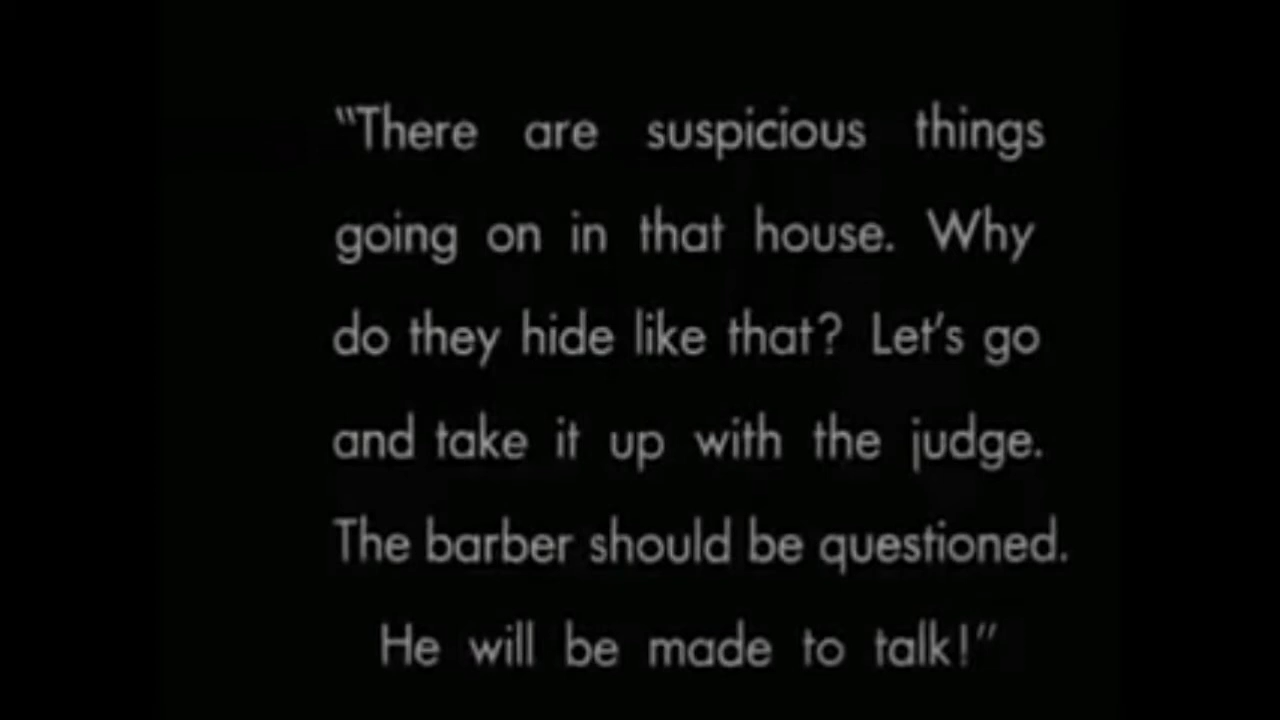 “There are suspicious things
going on in that house. Why
do they hide like that? Let’s go
and take it up with the judge.
The barber should be questioned.
He will be made to talk!”